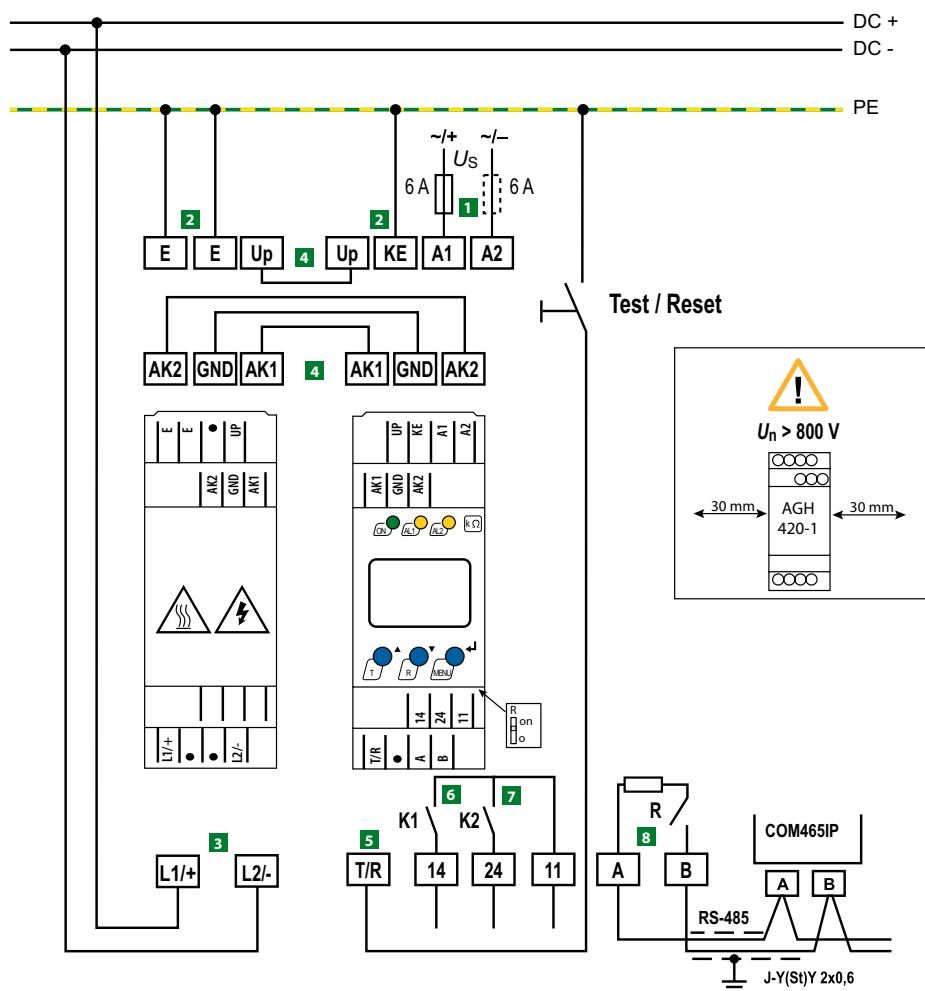 DC +
DC -
PE
~/+ ~/–
US
6 A 1 6 A
2 2
E E Up 4 Up KE A1 A2
Test / Reset
AK2 GND AK1 4 AK1 GND AK2
Un > 800 V
30 mm AGH 420-1 30 mm
E E UP
AK2 GND AK1
UP KE A1 A2
AK1 GND AK2
ON AL1 AL2 kΩ
T R MENU
R
on
o
14 24 11
L1/+ L2/-
T/R A B
6 7
K1 K2
R
3 5 8
COM465IP
L1/+ L2/- T/R 14 24 11 A B
A B
RS-485
J-Y(St)Y 2x0,6